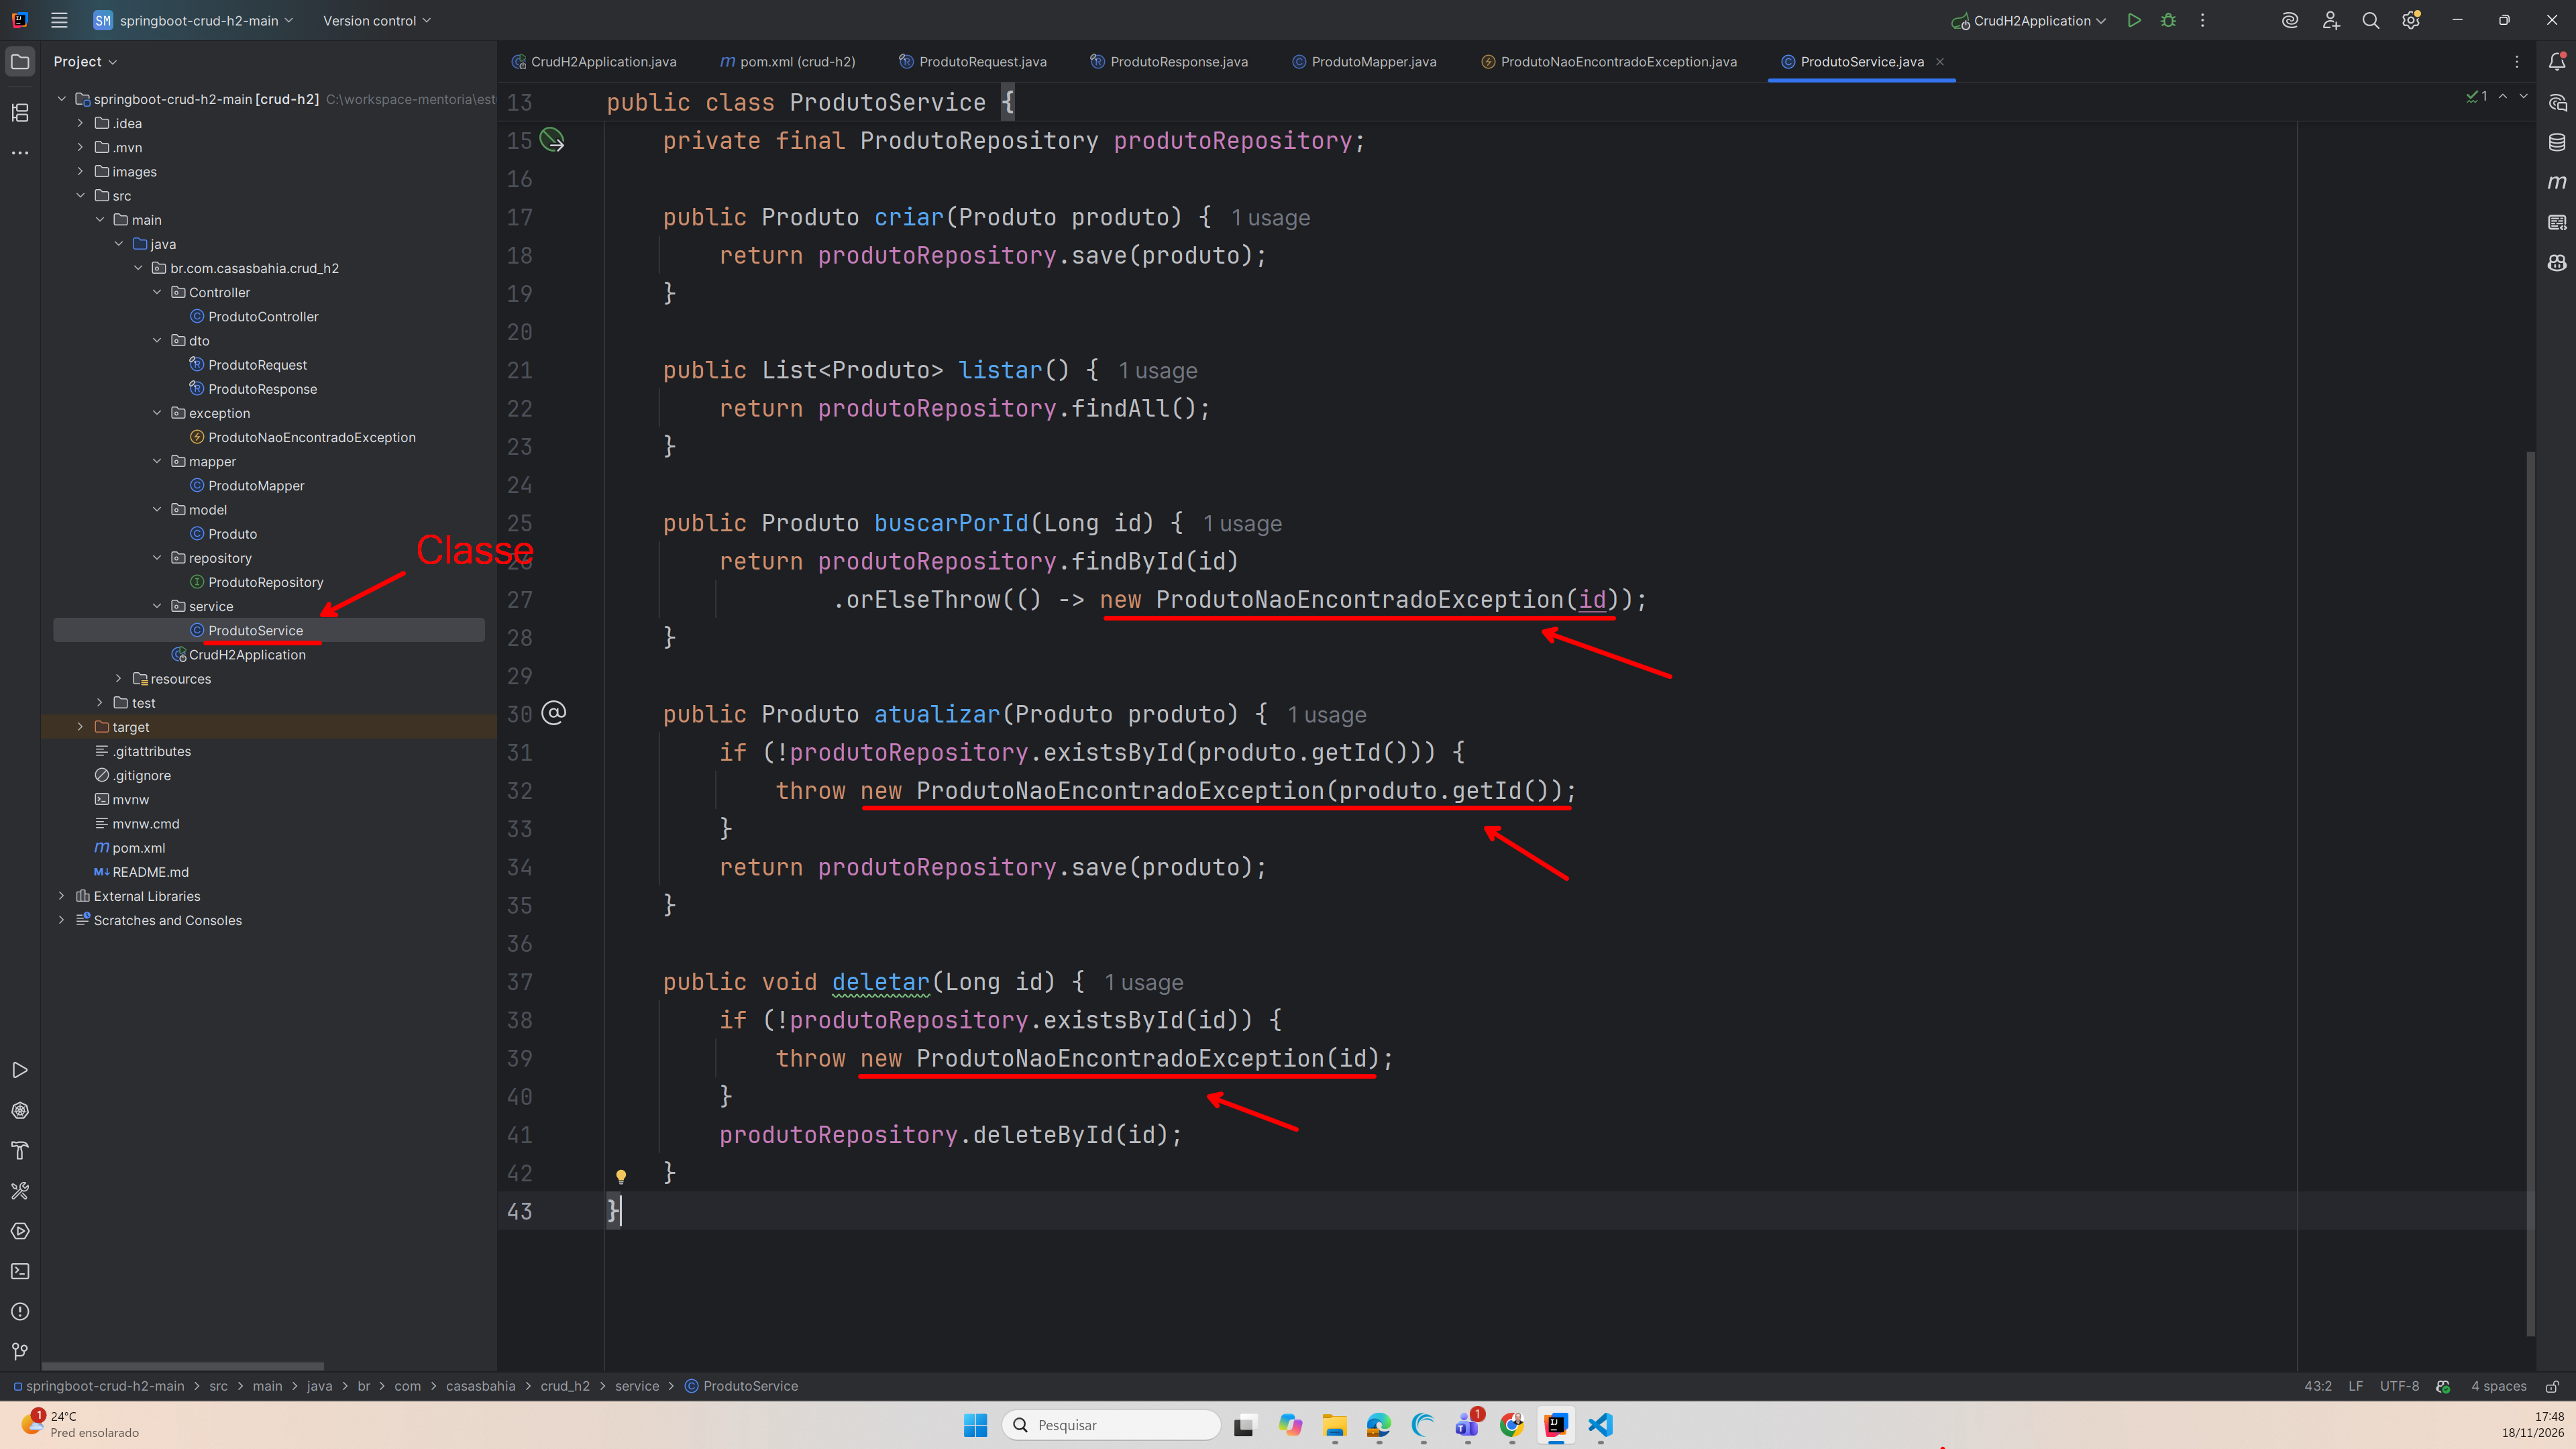 springboot-crud-h2-main
Version control
CrudH2Application
SM
Project
springboot-crud-h2-main [crud-h2] C:\workspace-mentoria\est
.idea
.mvn
images
src
main
java
br.com.casasbahia.crud_h2
Controller
ProdutoController
dto
ProdutoRequest
ProdutoResponse
exception
ProdutoNaoEncontradoException
mapper
ProdutoMapper
model
Produto
repository
ProdutoRepository
service
ProdutoService
CrudH2Application
resources
test
target
.gitattributes
.gitignore
mvnw
mvnw.cmd
pom.xml
README.md
External Libraries
Scratches and Consoles
Classe
CrudH2Application.java
pom.xml (crud-h2)
ProdutoRequest.java
ProdutoResponse.java
ProdutoMapper.java
ProdutoNaoEncontradoException.java
ProdutoService.java
1
13 public class ProdutoService {
15 private final ProdutoRepository produtoRepository;
16
17 public Produto criar(Produto produto) { 1 usage
18 return produtoRepository.save(produto);
19 }
20
21 public List<Produto> listar() { 1 usage
22 return produtoRepository.findAll();
23 }
24
25 public Produto buscarPorId(Long id) { 1 usage
26 return produtoRepository.findById(id)
27 .orElseThrow(() -> new ProdutoNaoEncontradoException(id));
28 }
29
30 public Produto atualizar(Produto produto) { 1 usage
31 if (!produtoRepository.existsById(produto.getId())) {
32 throw new ProdutoNaoEncontradoException(produto.getId());
33 }
34 return produtoRepository.save(produto);
35 }
36
37 public void deletar(Long id) { 1 usage
38 if (!produtoRepository.existsById(id)) {
39 throw new ProdutoNaoEncontradoException(id);
40 }
41 produtoRepository.deleteById(id);
42 }
43 }
springboot-crud-h2-main > src > main > java > br > com > casasbahia > crud_h2 > service > ProdutoService
43:2 LF UTF-8 4 spaces
1
24°C
Pred ensolarado
Pesquisar
1
17:48
18/11/2026